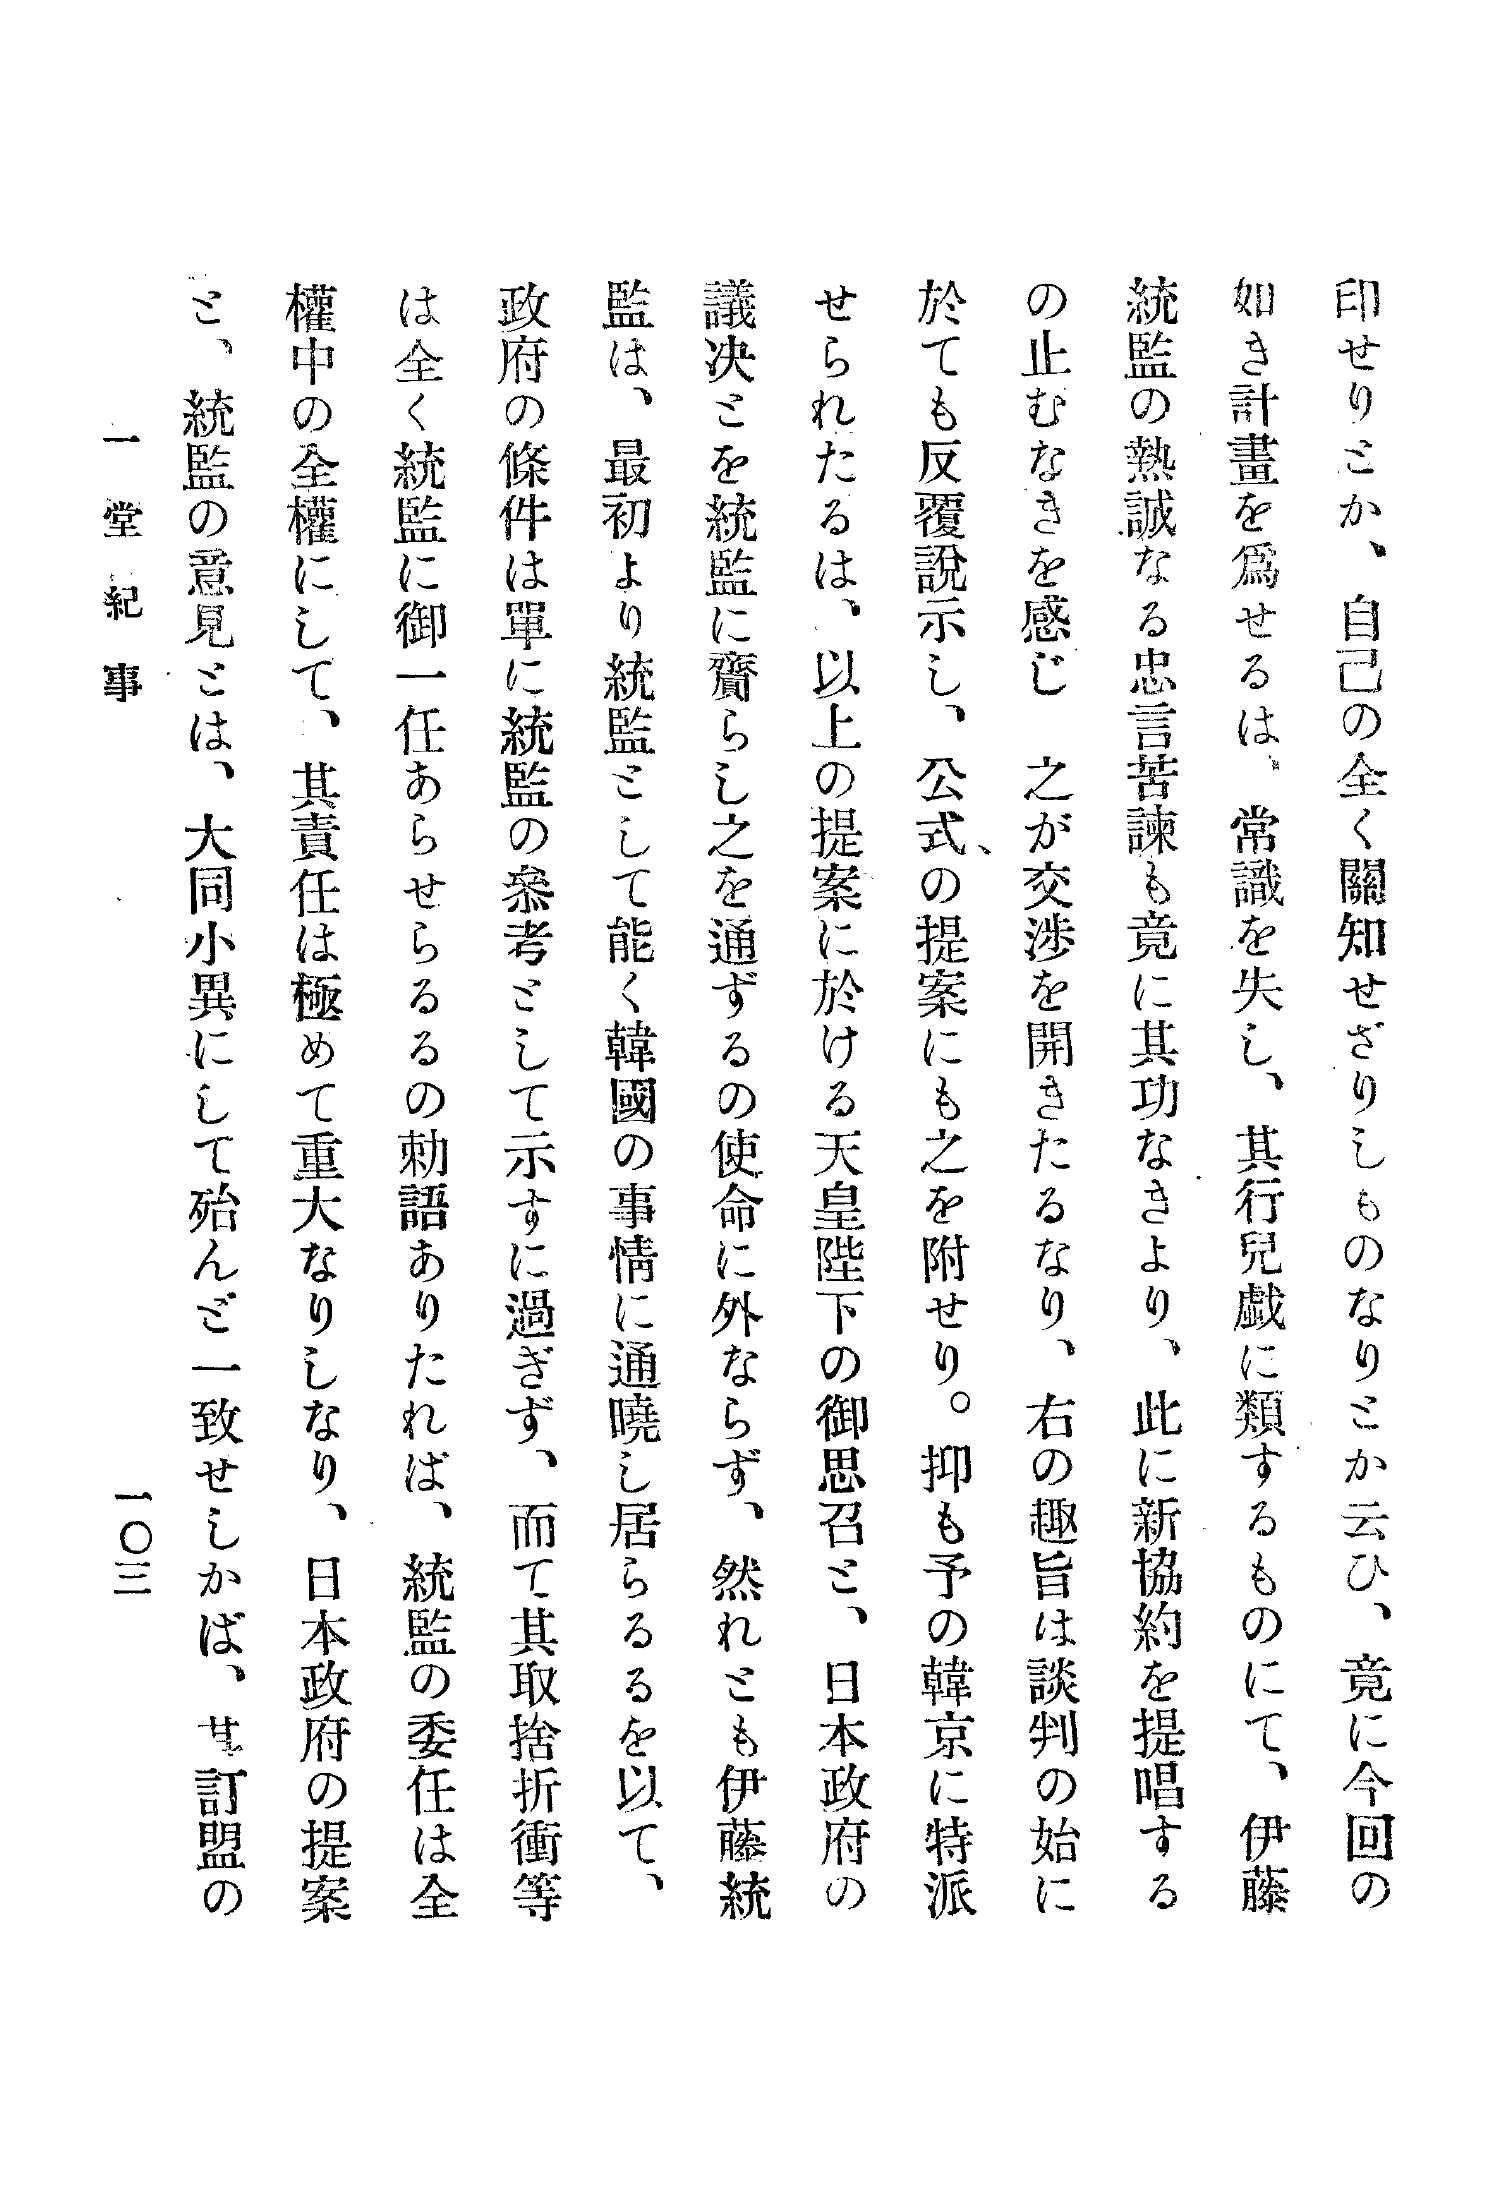 印せりとか、自己の全く關知せざりしものなりとか云ひ、竟に今回の
如き計畫を爲せるは、常識を失し、其行兒戯に類するものにて、伊藤
統監の熱誠なる忠言苦諫も竟に其功なきより、此に新協約を提唱する
の止むなきを感じ　之が交渉を開きたるなり、右の趣旨は談判の始に
於ても反覆說示し、公式の提案にも之を附せり。抑も予の韓京に特派
せられたるは、以上の提案に於ける天皇陛下の御思召と、日本政府の
議决とを統監に齎らし之を通ずるの使命に外ならず、然れとも伊藤統
監は、最初より統監として能く韓國の事情に通曉し居らるるを以て、
政府の條件は單に統監の參考として示すに過ぎず、而て其取捨折衝等
は全く統監に御一任あらせらるるの勅語ありたれば、統監の委任は全
權中の全權にして、其責任は極めて重大なりしなり、日本政府の提案
と、統監の意見とは、大同小異にして殆んど一致せしかば、其訂盟の
一堂紀事
一〇三